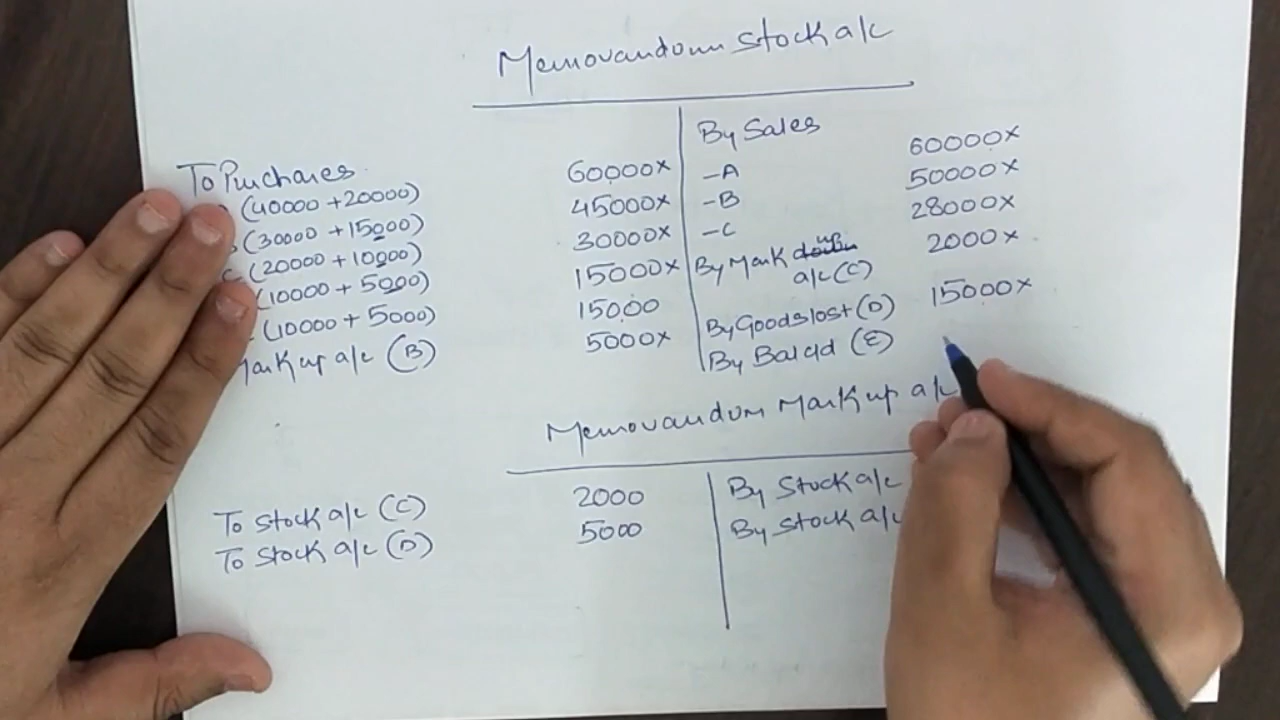 Memorandum Stock a/c
To Purchases
(40000 + 20000) 60000x
(30000 + 15000) 45000x
(20000 + 10000) 30000x
(10000 + 5000) 15000x
(10000 + 5000) 15000
Mark up a/c (B) 5000x
By Sales
-A 60000x
-B 50000x
-C 28000x
By Mark up
a/c (C) 2000x
By Goods lost (D) 15000x
By Bal c/d (E)
Memorandum Mark up a/c
To Stock a/c (C) 2000
To Stock a/c (D) 5000
By Stock a/c
By Stock a/c